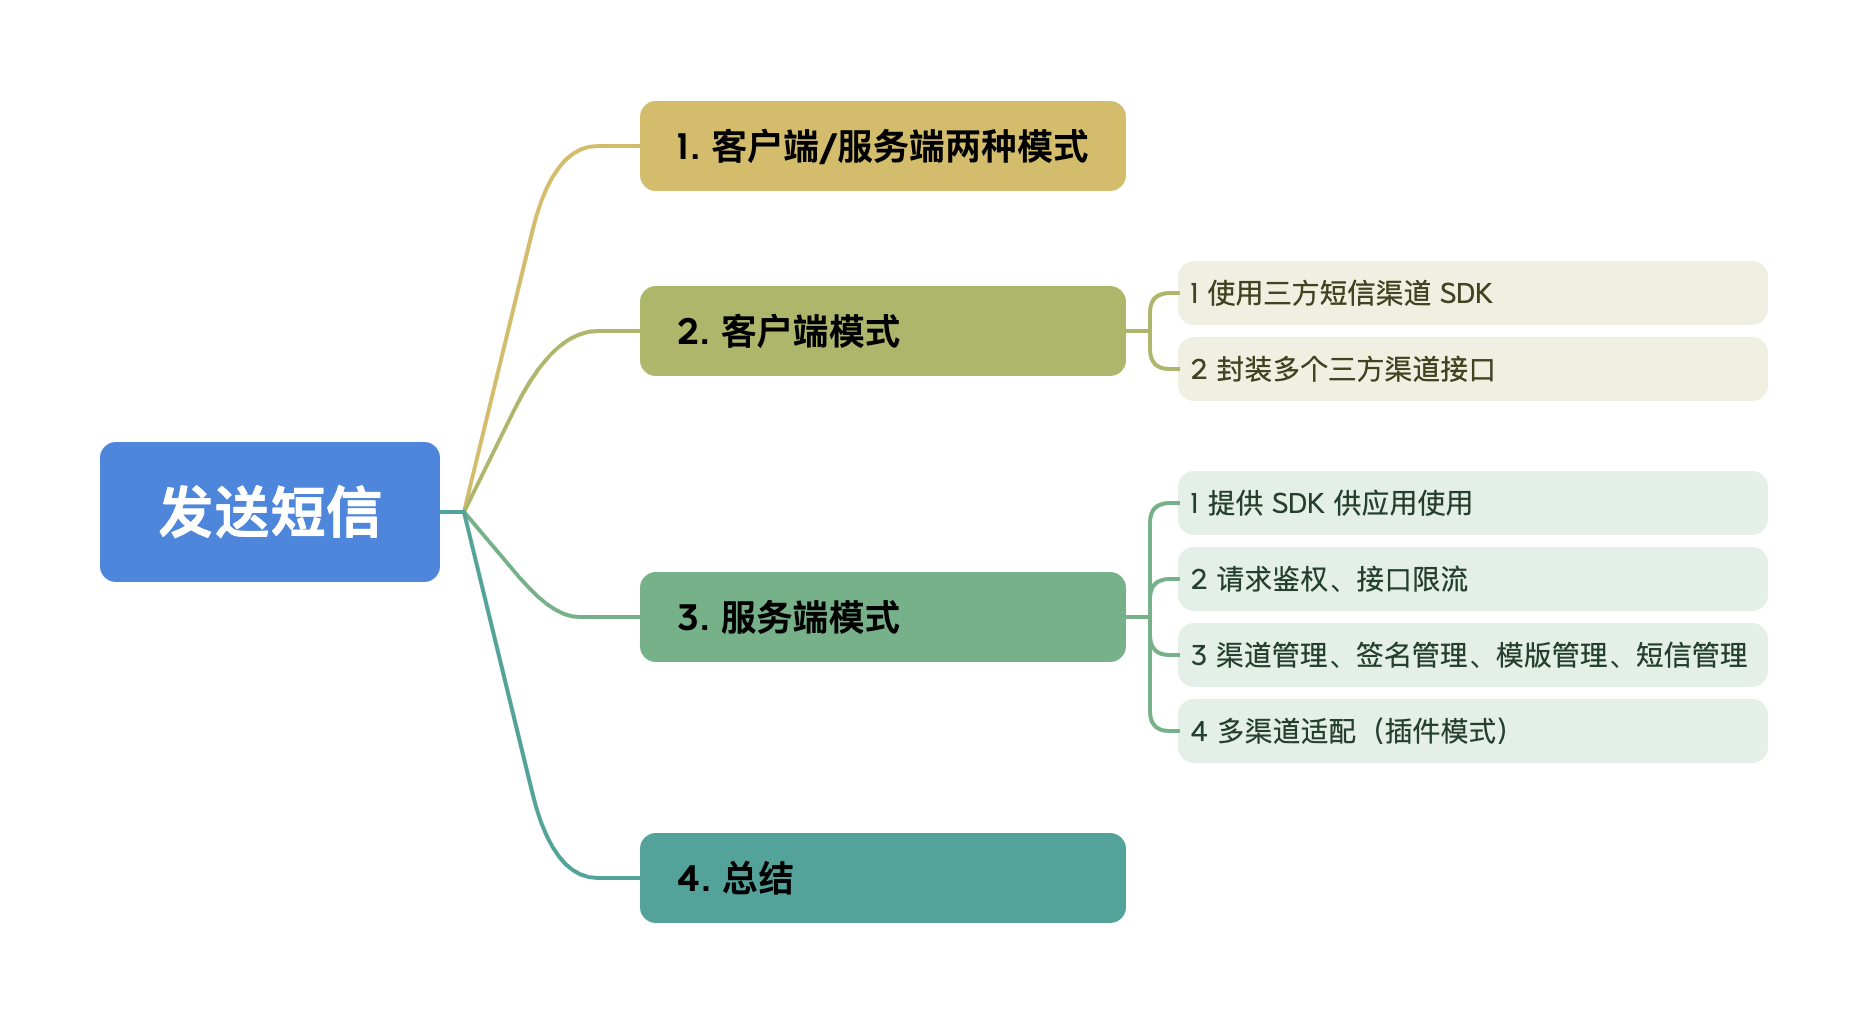 发送短信
1. 客户端/服务端两种模式
2. 客户端模式
1 使用三方短信渠道 SDK
2 封装多个三方渠道接口
3. 服务端模式
1 提供 SDK 供应用使用
2 请求鉴权、接口限流
3 渠道管理、签名管理、模版管理、短信管理
4 多渠道适配（插件模式）
4. 总结